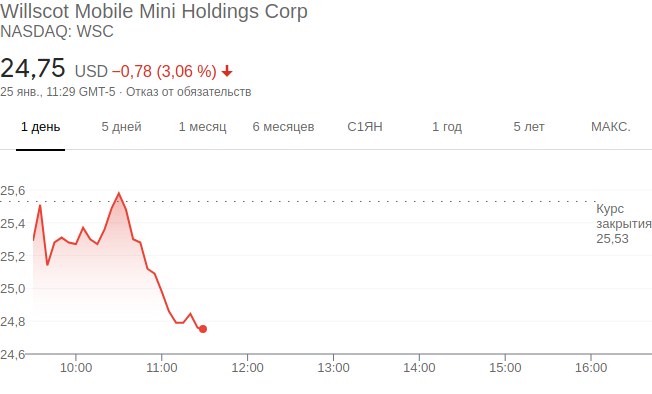 Willscot Mobile Mini Holdings Corp
NASDAQ: WSC
24,75 USD −0,78 (3,06 %)
25 янв., 11:29 GMT-5 · Отказ от обязательств
1 день 5 дней 1 месяц 6 месяцев С1ЯН 1 год 5 лет МАКС.
25,6
25,4
25,2
25,0
24,8
24,6
Курс
закрытия
25,53
10:00 11:00 12:00 13:00 14:00 15:00 16:00